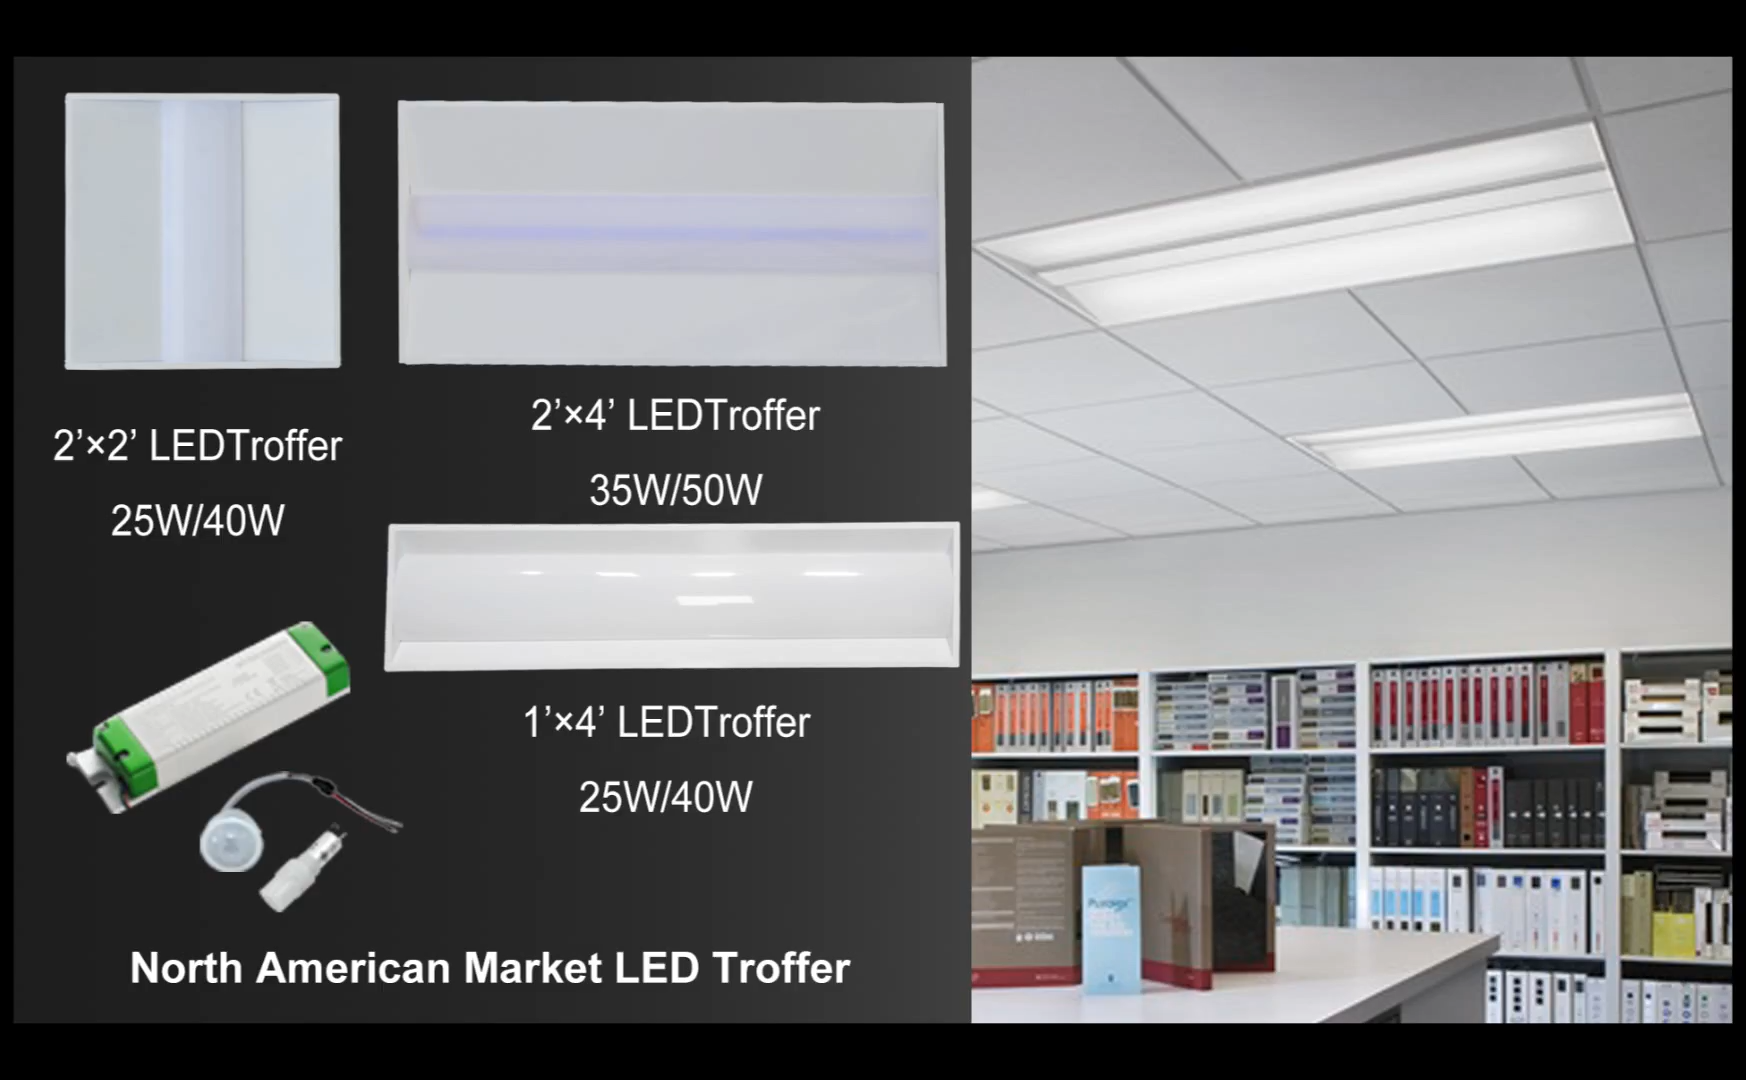 2’×2’ LEDTroffer
25W/40W
2’×4’ LEDTroffer
35W/50W
1’×4’ LEDTroffer
25W/40W
North American Market LED Troffer